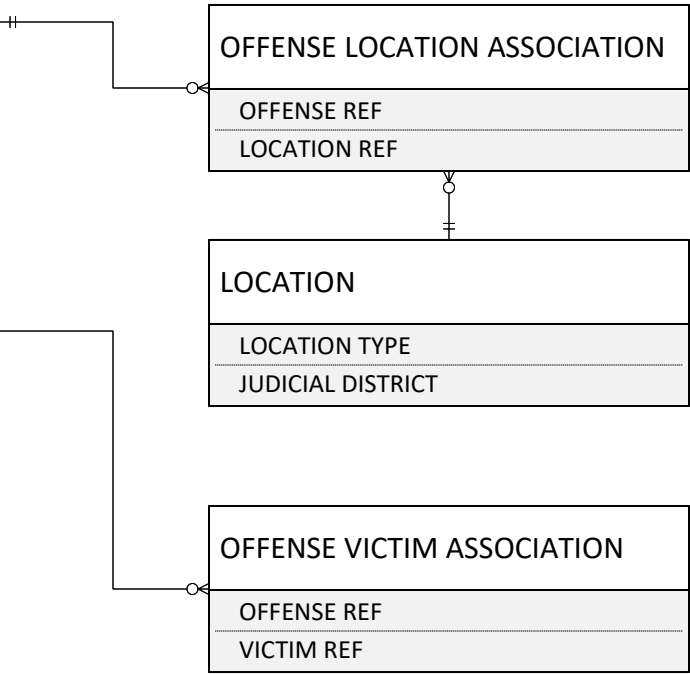 OFFENSE LOCATION ASSOCIATION
OFFENSE REF
LOCATION REF
LOCATION
LOCATION TYPE
JUDICIAL DISTRICT
OFFENSE VICTIM ASSOCIATION
OFFENSE REF
VICTIM REF